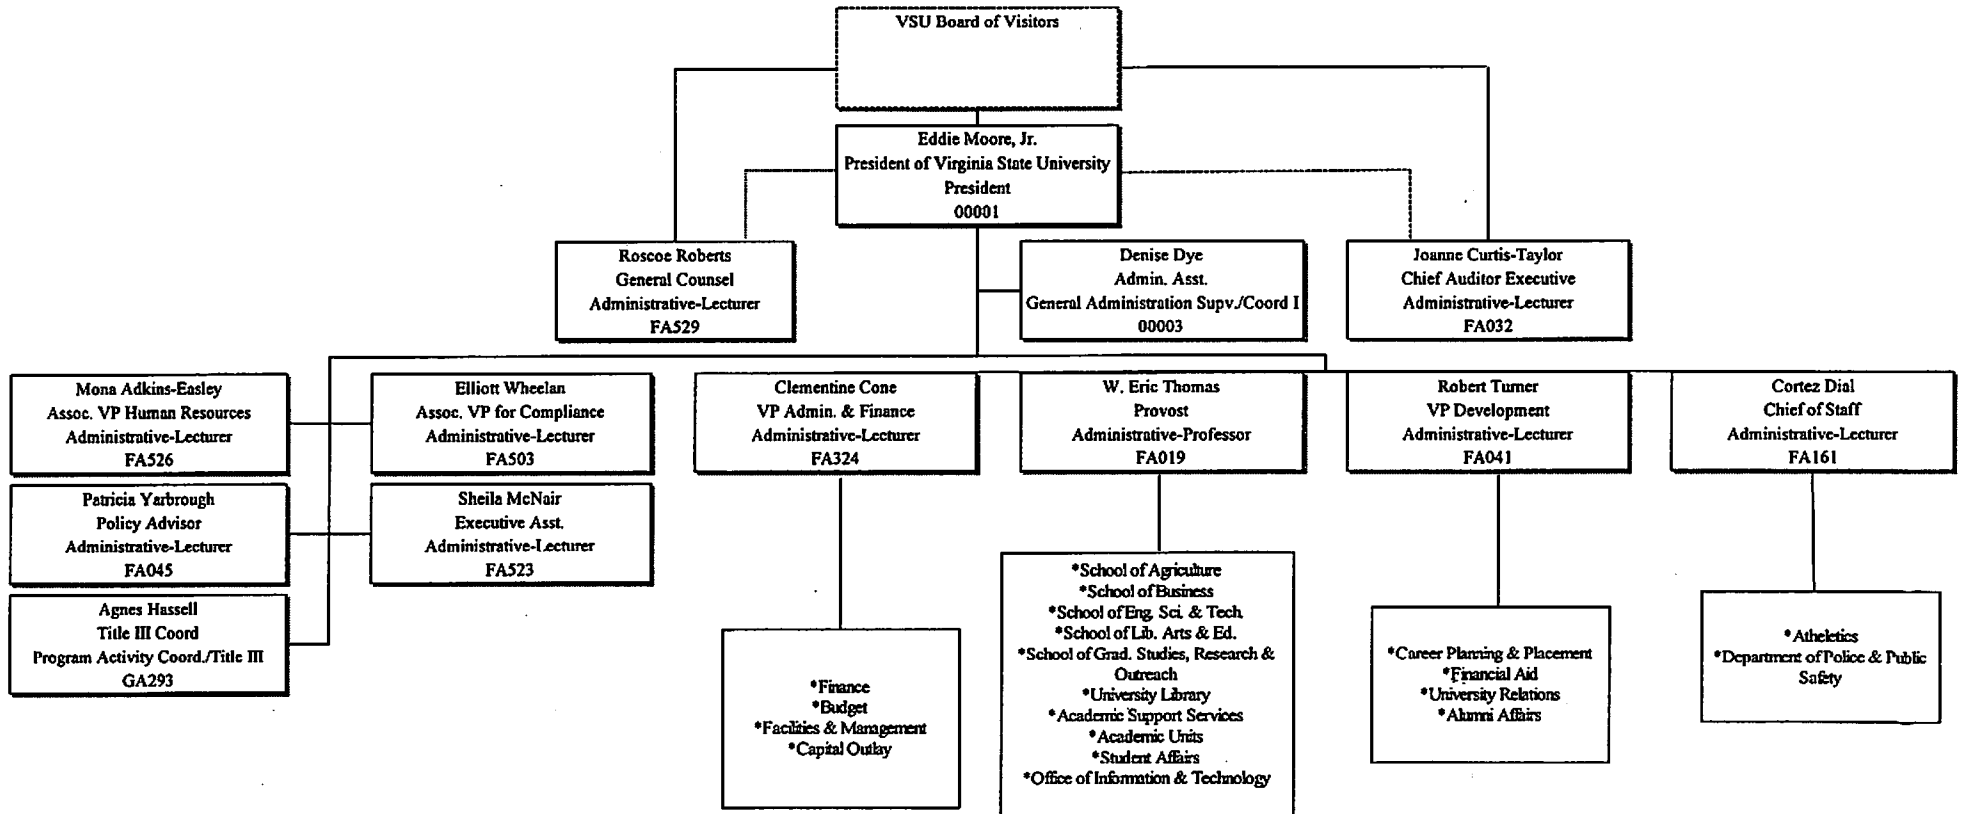 VSU Board of Visitors
Eddie Moore, Jr.
President of Virginia State University
President
00001
Roscoe Roberts
General Counsel
Administrative-Lecturer
FA529
Denise Dye
Admin. Asst.
General Administration Supv./Coord I
00003
Joanne Curtis-Taylor
Chief Auditor Executive
Administrative-Lecturer
FA032
Mona Adkins-Easley
Assoc. VP Human Resources
Administrative-Lecturer
FA526
Elliott Wheelan
Assoc. VP for Compliance
Administrative-Lecturer
FA503
Clementine Cone
VP Admin. & Finance
Administrative-Lecturer
FA324
W. Eric Thomas
Provost
Administrative-Professor
FA019
Robert Turner
VP Development
Administrative-Lecturer
FA041
Cortez Dial
Chief of Staff
Administrative-Lecturer
FA161
Patricia Yarbrough
Policy Advisor
Administrative-Lecturer
FA045
Sheila McNair
Executive Asst.
Administrative-Lecturer
FA523
Agnes Hassell
Title III Coord
Program Activity Coord./Title III
GA293
*Finance
*Budget
*Facilities & Management
*Capital Outlay
*School of Agriculture
*School of Business
*School of Eng. Sci. & Tech.
*School of Lib. Arts & Ed.
*School of Grad. Studies, Research &
Outreach
*University Library
*Academic Support Services
*Academic Units
*Student Affairs
*Office of Information & Technology
*Career Planning & Placement
*Financial Aid
*University Relations
*Alumni Affairs
*Atheletics
*Department of Police & Public
Safety